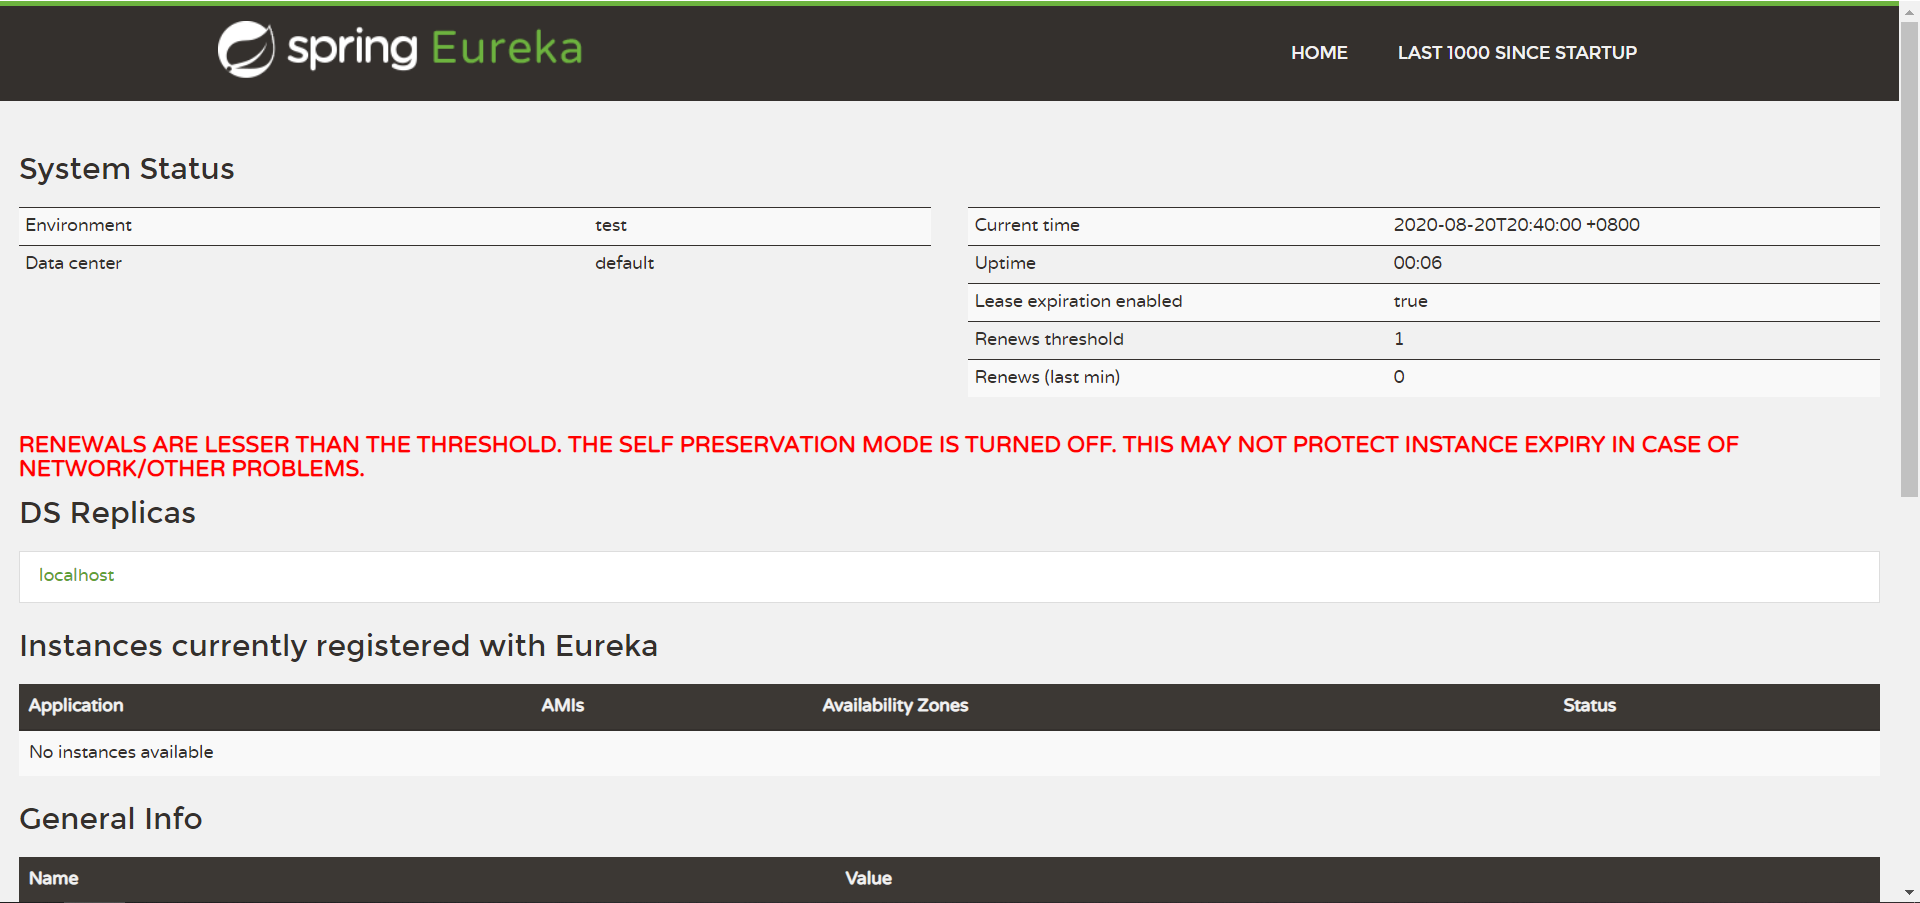 spring Eureka
HOME LAST 1000 SINCE STARTUP
System Status
Environment test
Data center default
Current time 2020-08-20T20:40:00 +0800
Uptime 00:06
Lease expiration enabled true
Renews threshold 1
Renews (last min) 0
RENEWALS ARE LESSER THAN THE THRESHOLD. THE SELF PRESERVATION MODE IS TURNED OFF. THIS MAY NOT PROTECT INSTANCE EXPIRY IN CASE OF
NETWORK/OTHER PROBLEMS.
DS Replicas
localhost
Instances currently registered with Eureka
Application AMIs Availability Zones Status
No instances available
General Info
Name Value